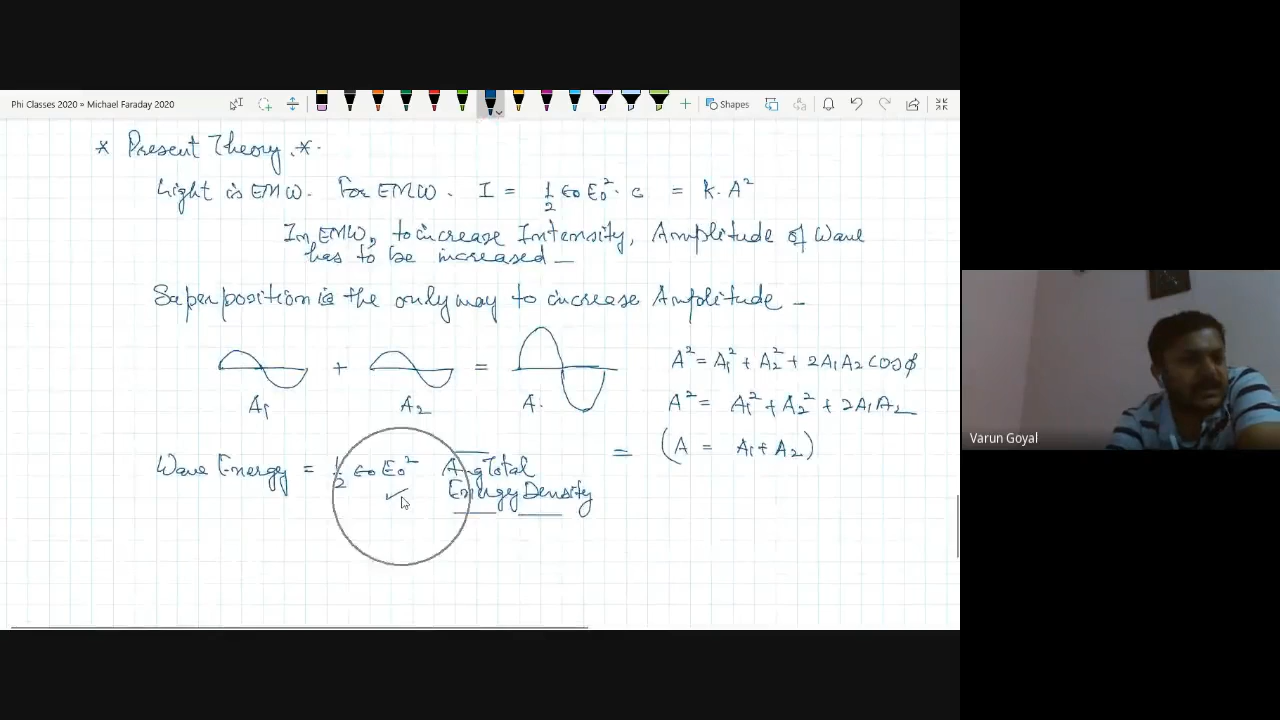 Phi Classes 2020 » Michael Faraday 2020
Shapes
* Present Theory *.
Light is EMW. For EMW. I = 1/2 ε0 E0². c = k. A²
In EMW, to increase Intensity, Amplitude of Wave
has to be increased _
Superposition is the only way to increase Amplitude -
A1 + A2 = A.
A² = A1² + A2² + 2A1A2 cosϕ
A² = A1² + A2² + 2A1A2
= (A = A1 + A2)
Wave Energy = 1/2 ε0 E0² Avg Total
Energy Density
Varun Goyal